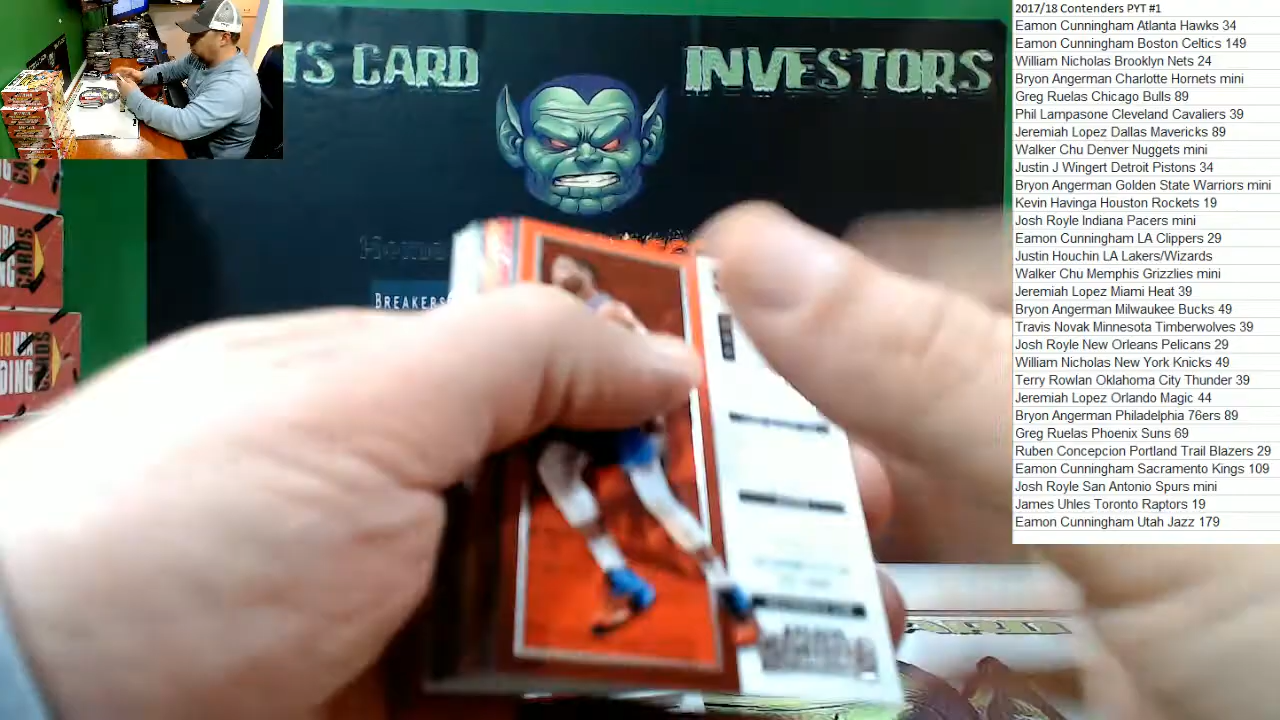 TS CARD INVESTORS
BREAKERS
18 NBA
CARDS
2017/18 Contenders PYT #1
Eamon Cunningham Atlanta Hawks 34
Eamon Cunningham Boston Celtics 149
William Nicholas Brooklyn Nets 24
Bryon Angerman Charlotte Hornets mini
Greg Ruelas Chicago Bulls 89
Phil Lampasone Cleveland Cavaliers 39
Jeremiah Lopez Dallas Mavericks 89
Walker Chu Denver Nuggets mini
Justin J Wingert Detroit Pistons 34
Bryon Angerman Golden State Warriors mini
Kevin Havinga Houston Rockets 19
Josh Royle Indiana Pacers mini
Eamon Cunningham LA Clippers 29
Justin Houchin LA Lakers/Wizards
Walker Chu Memphis Grizzlies mini
Jeremiah Lopez Miami Heat 39
Bryon Angerman Milwaukee Bucks 49
Travis Novak Minnesota Timberwolves 39
Josh Royle New Orleans Pelicans 29
William Nicholas New York Knicks 49
Terry Rowlan Oklahoma City Thunder 39
Jeremiah Lopez Orlando Magic 44
Bryon Angerman Philadelphia 76ers 89
Greg Ruelas Phoenix Suns 69
Ruben Concepcion Portland Trail Blazers 29
Eamon Cunningham Sacramento Kings 109
Josh Royle San Antonio Spurs mini
James Uhles Toronto Raptors 19
Eamon Cunningham Utah Jazz 179